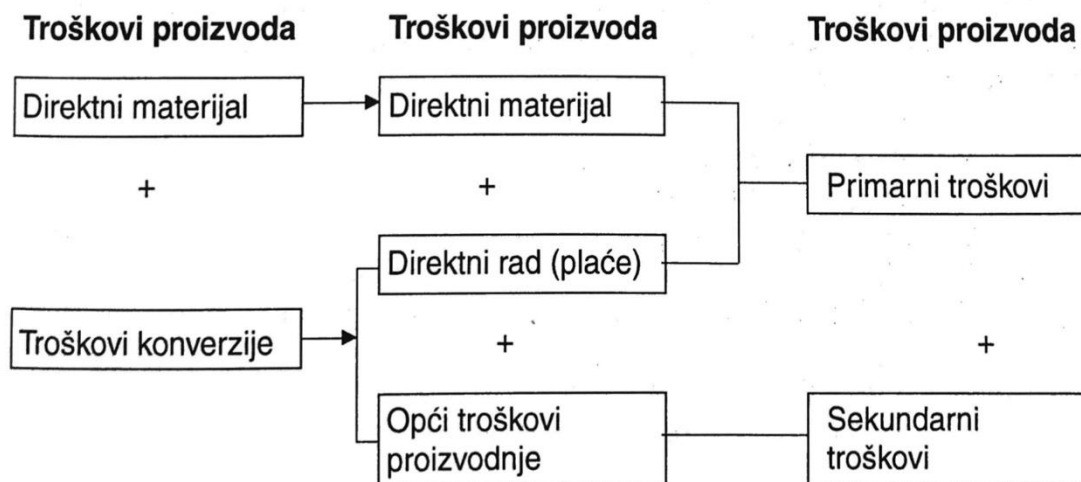 Troškovi proizvoda
Troškovi proizvoda
Troškovi proizvoda
Direktni materijal
Direktni materijal
+
+
Primarni troškovi
Direktni rad (plaće)
Troškovi konverzije
+
+
Opći troškovi
proizvodnje
Sekundarni
troškovi